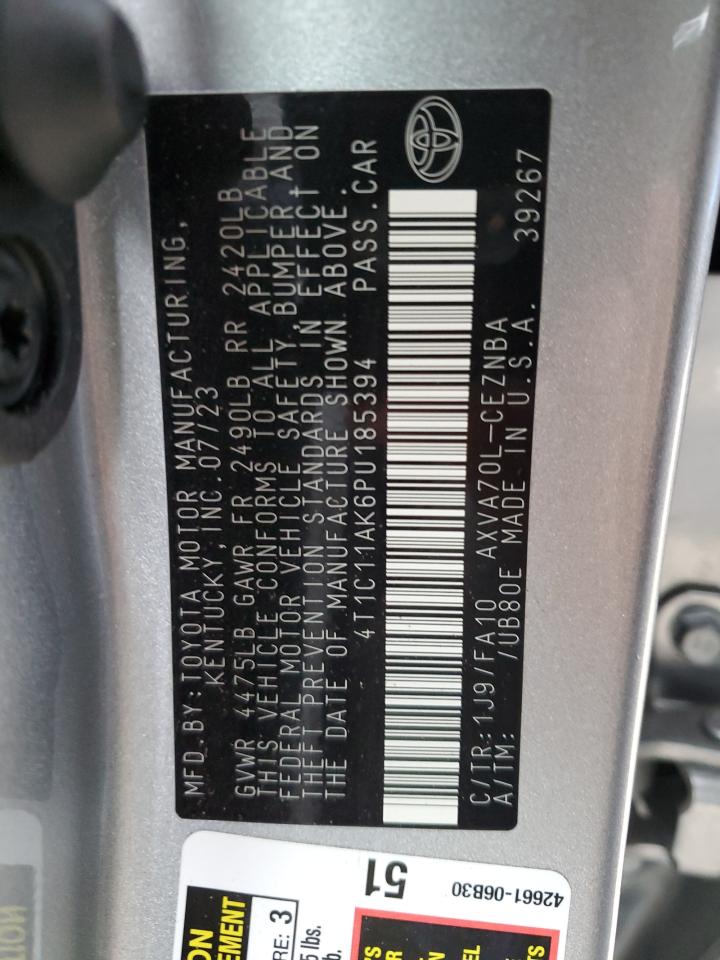 MFD.BY:TOYOTA MOTOR MANUFACTURING,
KENTUCKY, INC.07/23
GVWR 4475LB GAWR FR 2490LB RR 2420LB
THIS VEHICLE CONFORMS TO ALL APPLICABLE
FEDERAL MOTOR VEHICLE SAFETY, BUMPER, AND
THEFT PREVENTION STANDARDS IN EFFECT ON
THE DATE OF MANUFACTURE SHOWN ABOVE.
4T1C11AK6PU185394 PASS.CAR
C/TR:1J9/FA10 AXVA70L-CEZNBA
A/TM: /UB80E MADE IN U.S.A. 39267
51
42661-06B30
3
lbs.